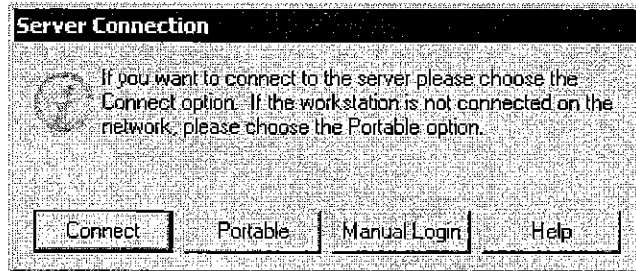 Server Connection
If you want to connect to the server please choose the
Connect option. If the workstation is not connected on the
network, please choose the Portable option.
Connect Portable Manual Login Help